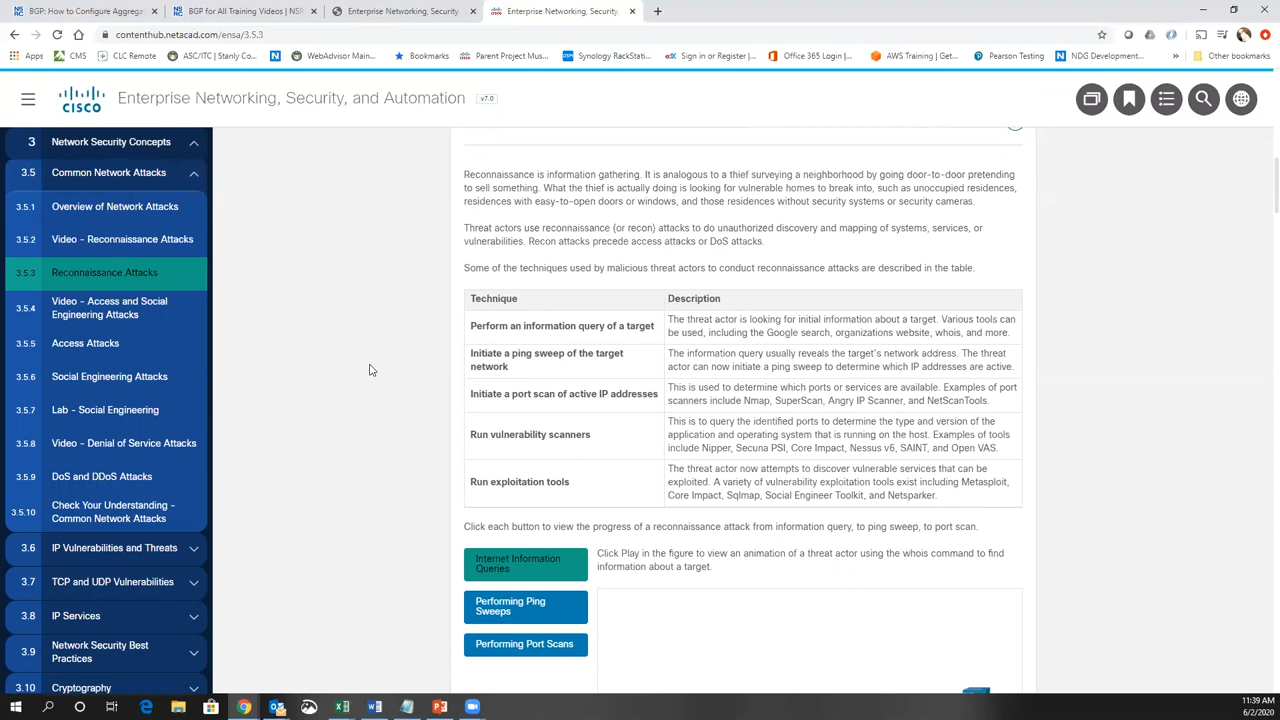 BGP: How to Configure Aggregat
BGP for All Training Videos | NSR
Enterprise Networking, Security
Enterprise Networking, Security,
contenthub.netacad.com/ensa/3.5.3
Apps
CMS
CLC Remote
ASC/ITC | Stanly Co...
WebAdvisor Main...
Bookmarks
Parent Project Mus...
Synology RackStati...
Sign in or Register |...
Office 365 Login |...
AWS Training | Get...
Pearson Testing
NDG Development...
»
Other bookmarks
CISCO
Enterprise Networking, Security, and Automation
v7.0
3 Network Security Concepts
3.5 Common Network Attacks
3.5.1 Overview of Network Attacks
3.5.2 Video - Reconnaissance Attacks
3.5.3 Reconnaissance Attacks
3.5.4 Video - Access and Social
Engineering Attacks
3.5.5 Access Attacks
3.5.6 Social Engineering Attacks
3.5.7 Lab - Social Engineering
3.5.8 Video - Denial of Service Attacks
3.5.9 DoS and DDoS Attacks
3.5.10 Check Your Understanding -
Common Network Attacks
3.6 IP Vulnerabilities and Threats
3.7 TCP and UDP Vulnerabilities
3.8 IP Services
3.9 Network Security Best
Practices
3.10 Cryptography
Reconnaissance is information gathering. It is analogous to a thief surveying a neighborhood by going door-to-door pretending
to sell something. What the thief is actually doing is looking for vulnerable homes to break into, such as unoccupied residences,
residences with easy-to-open doors or windows, and those residences without security systems or security cameras.
Threat actors use reconnaissance (or recon) attacks to do unauthorized discovery and mapping of systems, services, or
vulnerabilities. Recon attacks precede access attacks or DoS attacks.
Some of the techniques used by malicious threat actors to conduct reconnaissance attacks are described in the table.
Technique
Description
Perform an information query of a target
The threat actor is looking for initial information about a target. Various tools can
be used, including the Google search, organizations website, whois, and more.
Initiate a ping sweep of the target
network
The information query usually reveals the target's network address. The threat
actor can now initiate a ping sweep to determine which IP addresses are active.
Initiate a port scan of active IP addresses
This is used to determine which ports or services are available. Examples of port
scanners include Nmap, SuperScan, Angry IP Scanner, and NetScanTools.
Run vulnerability scanners
This is to query the identified ports to determine the type and version of the
application and operating system that is running on the host. Examples of tools
include Nipper, Secuna PSI, Core Impact, Nessus v6, SAINT, and Open VAS.
Run exploitation tools
The threat actor now attempts to discover vulnerable services that can be
exploited. A variety of vulnerability exploitation tools exist including Metasploit,
Core Impact, Sqlmap, Social Engineer Toolkit, and Netsparker.
Click each button to view the progress of a reconnaissance attack from information query, to ping sweep, to port scan.
Internet Information
Queries
Performing Ping
Sweeps
Performing Port Scans
Click Play in the figure to view an animation of a threat actor using the whois command to find
information about a target.
11:39 AM
6/2/2020